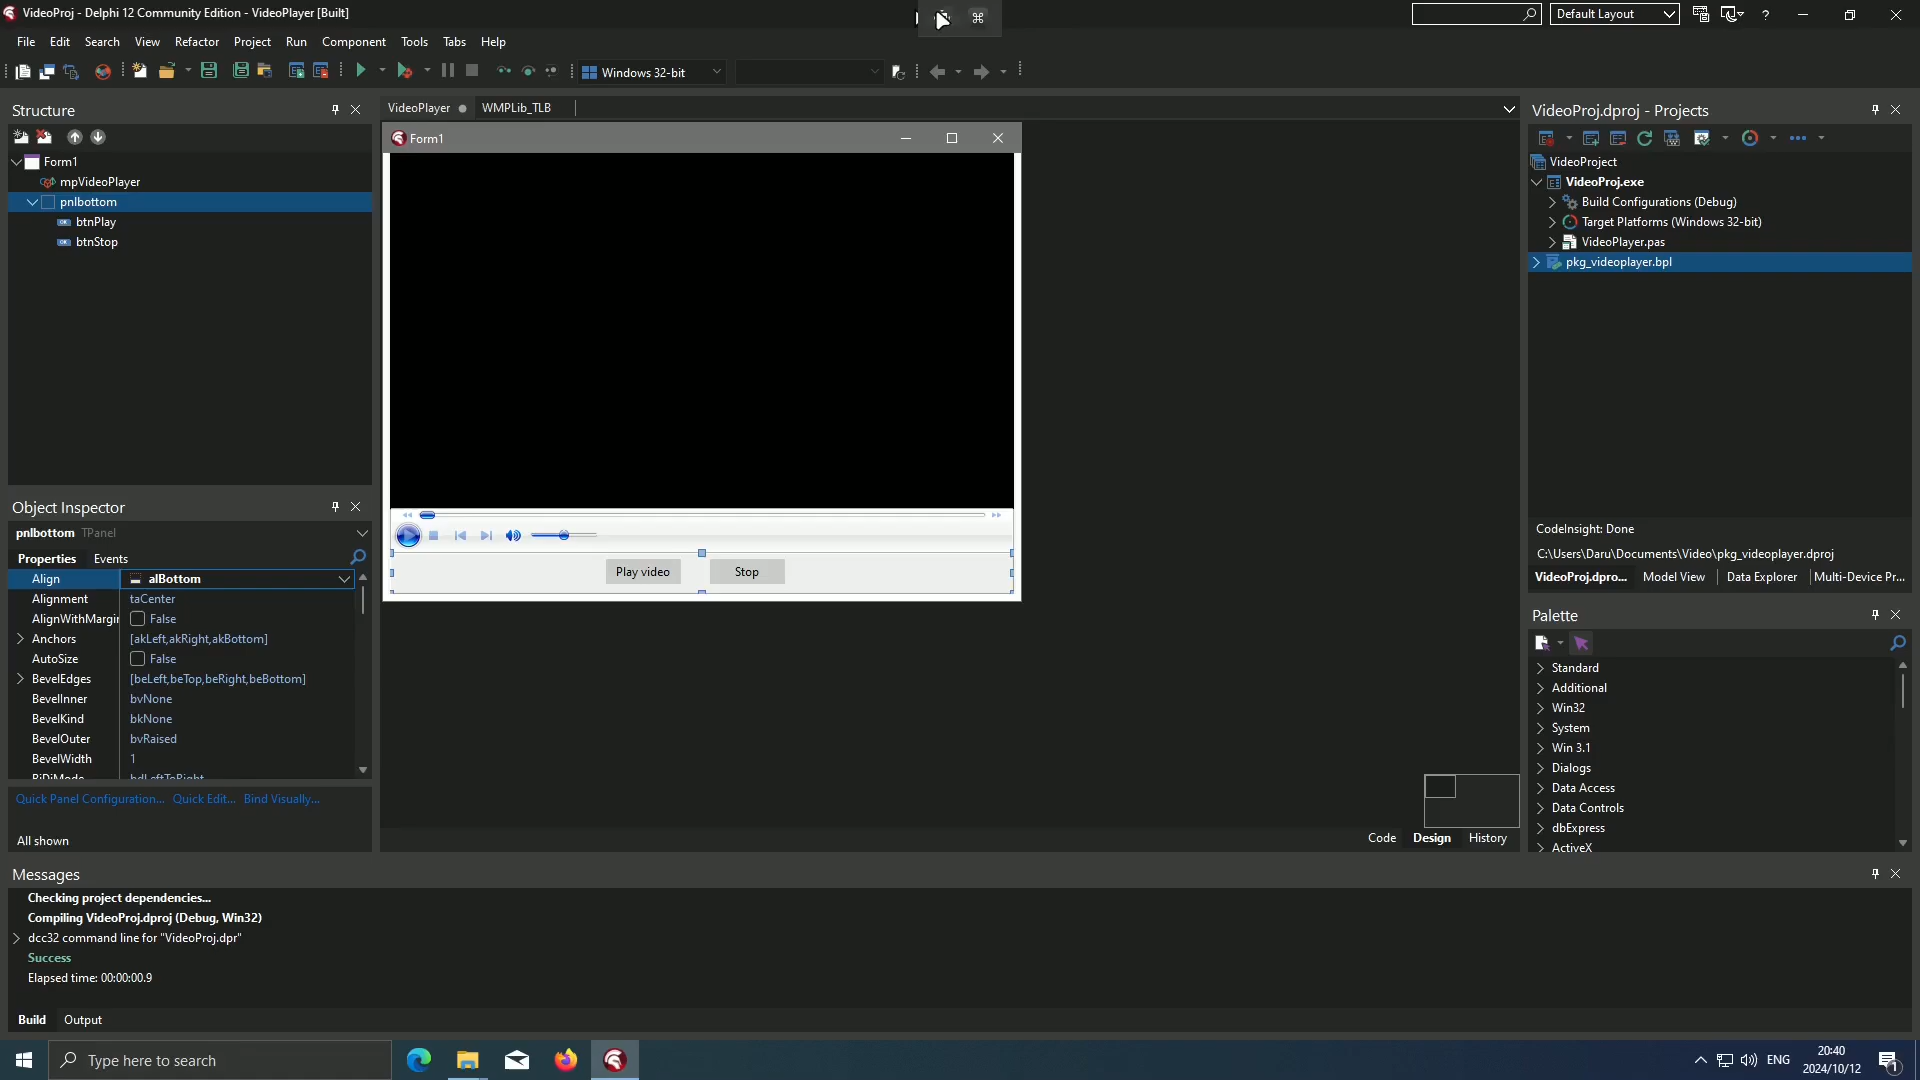 VideoProj - Delphi 12 Community Edition - VideoPlayer [Built]
Default Layout
File Edit Search View Refactor Project Run Component Tools Tabs Help
Windows 32-bit
Structure
Form1
mpVideoPlayer
pnlbottom
btnPlay
btnStop
Object Inspector
pnlbottom TPanel
Properties Events
Align alBottom
Alignment taCenter
AlignWithMargin False
Anchors [akLeft,akRight,akBottom]
AutoSize False
BevelEdges [beLeft,beTop,beRight,beBottom]
BevelInner bvNone
BevelKind bkNone
BevelOuter bvRaised
BevelWidth 1
BiDiMode bdLeftToRight
Quick Panel Configuration... Quick Edit... Bind Visually...
All shown
VideoPlayer WMPLib_TLB
Form1
Play video Stop
Code Design History
VideoProj.dproj - Projects
VideoProject
VideoProj.exe
Build Configurations (Debug)
Target Platforms (Windows 32-bit)
VideoPlayer.pas
pkg_videoplayer.bpl
CodeInsight: Done
C:\Users\Daru\Documents\Video\pkg_videoplayer.dproj
VideoProj.dpro... Model View Data Explorer Multi-Device Pr...
Palette
Standard
Additional
Win32
System
Win 3.1
Dialogs
Data Access
Data Controls
dbExpress
ActiveX
Messages
Checking project dependencies...
Compiling VideoProj.dproj (Debug, Win32)
dcc32 command line for "VideoProj.dpr"
Success
Elapsed time: 00:00:00.9
Build Output
Type here to search
ENG
20:40
2024/10/12
1